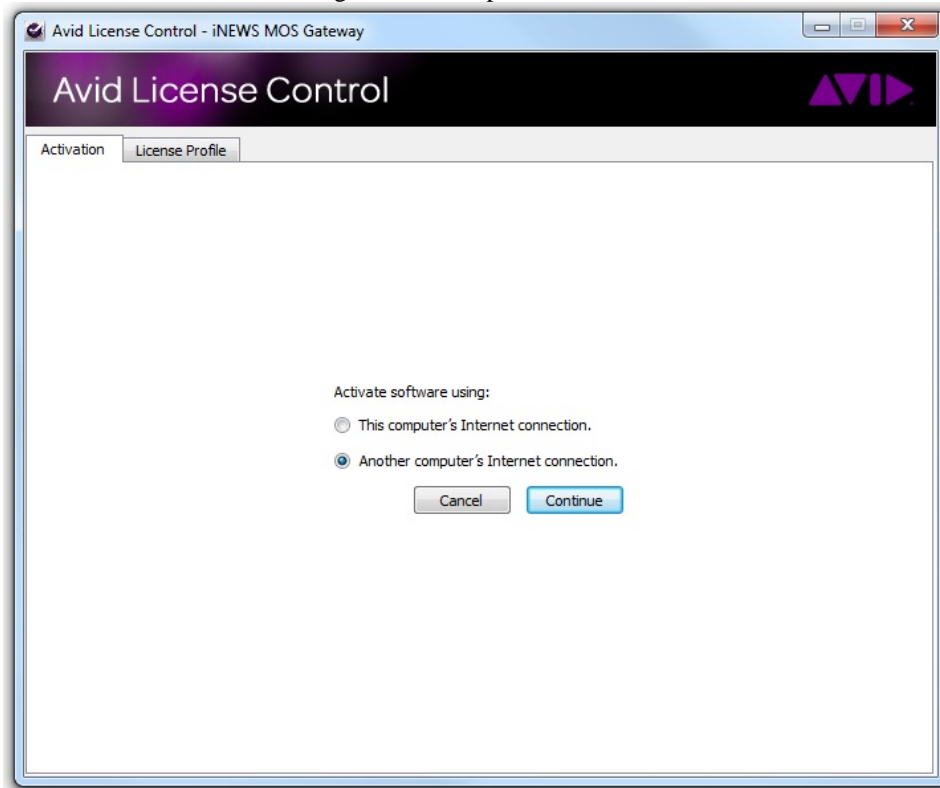 Avid License Control - iNEWS MOS Gateway
Avid License Control
AVID
Activation License Profile
Activate software using:
This computer's Internet connection.
Another computer's Internet connection.
Cancel Continue